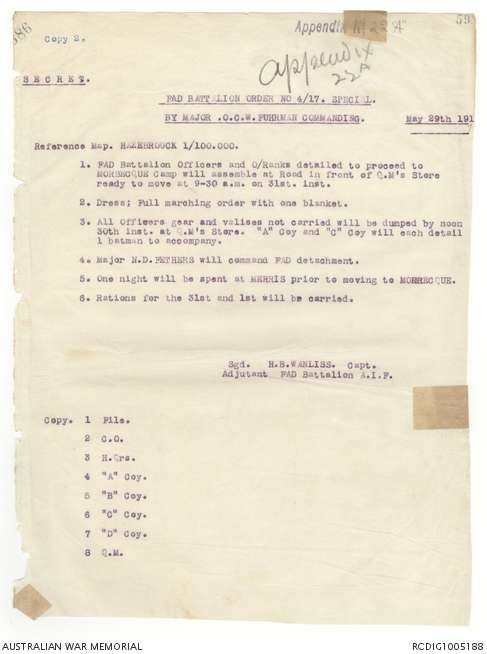 Appendix 22 "A"
59
386
Copy 2.
appendix
22A
S E C R E T.
FAD BATTALION ORDER NO 4/17. SPECIAL.
BY MAJOR .O.C.W.FUHRMAN COMMANDING.
May 29th 191
Reference Map. HAZEBROUCK 1/100.000.
1. FAD Battalion Officers and O/Ranks detailed to proceed to
MORBECQUE Camp will assemble at Road in front of Q.M's Store
ready to move at 9-30 a.m. on 31st. inst.
2. Dress; Full marching order with one blanket.
3. All Officers gear and valises not carried will be dumped by noon
30th inst. at Q.M's Store. "A" Coy and "C" Coy will each detail
1 batman to accompany.
4. Major N.D.FETHERS will command FAD detachment.
5. One night will be spent at MERRIS prior to moving to MORBECQUE.
6. Rations for the 31st and 1st will be carried.
Sgd. H.B.WANLISS. Capt.
Adjutant FAD Battalion A.I.F.
Copy. 1 File.
2 C.O.
3 H.Qrs.
4 "A" Coy.
5 "B" Coy.
6 "C" Coy.
7 "D" Coy.
8 Q.M.
AUSTRALIAN WAR MEMORIAL
RCDIG1005188